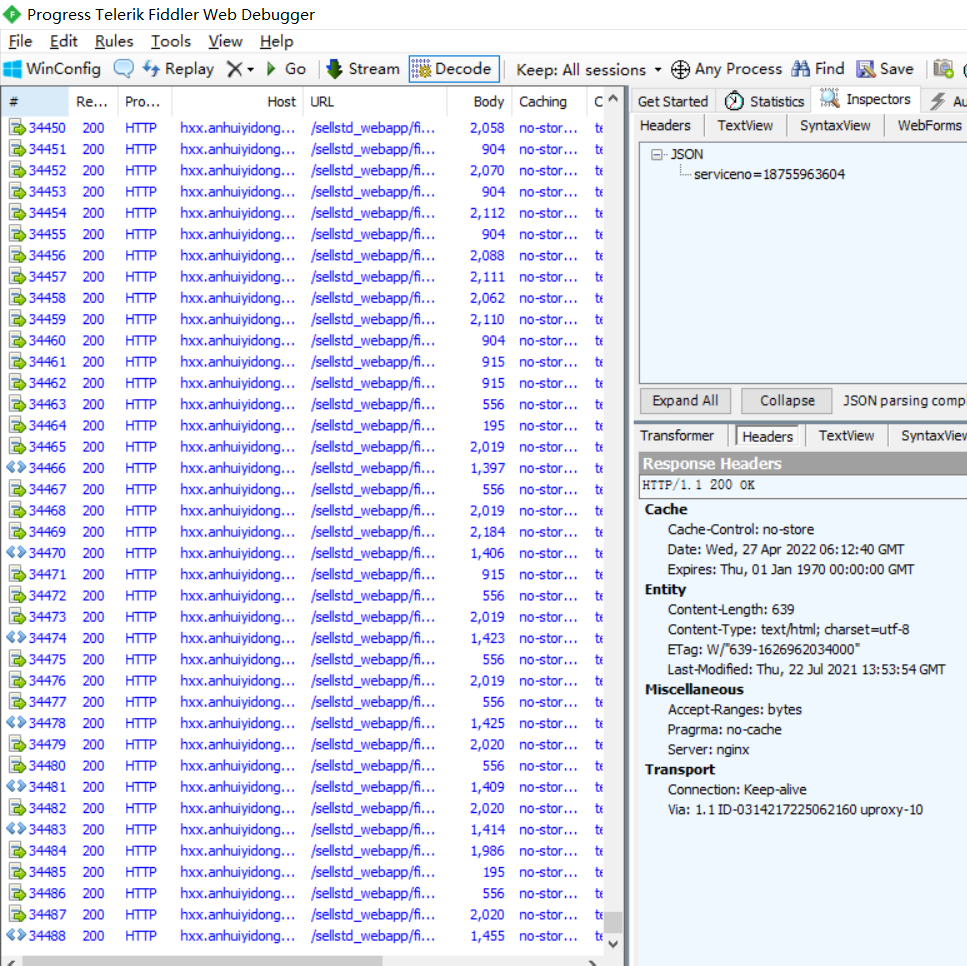 Progress Telerik Fiddler Web Debugger
File Edit Rules Tools View Help
WinConfig Replay Go Stream Decode Keep: All sessions Any Process Find Save
# Re... Pro... Host URL Body Caching C
34450 200 HTTP hxx.anhuiyidong... /sellstd_webapp/fi... 2,058 no-stor... te
34451 200 HTTP hxx.anhuiyidong... /sellstd_webapp/fi... 904 no-stor... te
34452 200 HTTP hxx.anhuiyidong... /sellstd_webapp/fi... 2,070 no-stor... te
34453 200 HTTP hxx.anhuiyidong... /sellstd_webapp/fi... 904 no-stor... te
34454 200 HTTP hxx.anhuiyidong... /sellstd_webapp/fi... 2,112 no-stor... te
34455 200 HTTP hxx.anhuiyidong... /sellstd_webapp/fi... 904 no-stor... te
34456 200 HTTP hxx.anhuiyidong... /sellstd_webapp/fi... 2,088 no-stor... te
34457 200 HTTP hxx.anhuiyidong... /sellstd_webapp/fi... 2,111 no-stor... te
34458 200 HTTP hxx.anhuiyidong... /sellstd_webapp/fi... 2,062 no-stor... te
34459 200 HTTP hxx.anhuiyidong... /sellstd_webapp/fi... 2,110 no-stor... te
34460 200 HTTP hxx.anhuiyidong... /sellstd_webapp/fi... 904 no-stor... te
34461 200 HTTP hxx.anhuiyidong... /sellstd_webapp/fi... 915 no-stor... te
34462 200 HTTP hxx.anhuiyidong... /sellstd_webapp/fi... 915 no-stor... te
34463 200 HTTP hxx.anhuiyidong... /sellstd_webapp/fi... 556 no-stor... te
34464 200 HTTP hxx.anhuiyidong... /sellstd_webapp/fi... 195 no-stor... te
34465 200 HTTP hxx.anhuiyidong... /sellstd_webapp/fi... 2,019 no-stor... te
34466 200 HTTP hxx.anhuiyidong... /sellstd_webapp/fi... 1,397 no-stor... te
34467 200 HTTP hxx.anhuiyidong... /sellstd_webapp/fi... 556 no-stor... te
34468 200 HTTP hxx.anhuiyidong... /sellstd_webapp/fi... 2,019 no-stor... te
34469 200 HTTP hxx.anhuiyidong... /sellstd_webapp/fi... 2,184 no-stor... te
34470 200 HTTP hxx.anhuiyidong... /sellstd_webapp/fi... 1,406 no-stor... te
34471 200 HTTP hxx.anhuiyidong... /sellstd_webapp/fi... 915 no-stor... te
34472 200 HTTP hxx.anhuiyidong... /sellstd_webapp/fi... 556 no-stor... te
34473 200 HTTP hxx.anhuiyidong... /sellstd_webapp/fi... 2,019 no-stor... te
34474 200 HTTP hxx.anhuiyidong... /sellstd_webapp/fi... 1,423 no-stor... te
34475 200 HTTP hxx.anhuiyidong... /sellstd_webapp/fi... 556 no-stor... te
34476 200 HTTP hxx.anhuiyidong... /sellstd_webapp/fi... 2,019 no-stor... te
34477 200 HTTP hxx.anhuiyidong... /sellstd_webapp/fi... 556 no-stor... te
34478 200 HTTP hxx.anhuiyidong... /sellstd_webapp/fi... 1,425 no-stor... te
34479 200 HTTP hxx.anhuiyidong... /sellstd_webapp/fi... 2,020 no-stor... te
34480 200 HTTP hxx.anhuiyidong... /sellstd_webapp/fi... 556 no-stor... te
34481 200 HTTP hxx.anhuiyidong... /sellstd_webapp/fi... 1,409 no-stor... te
34482 200 HTTP hxx.anhuiyidong... /sellstd_webapp/fi... 2,020 no-stor... te
34483 200 HTTP hxx.anhuiyidong... /sellstd_webapp/fi... 1,414 no-stor... te
34484 200 HTTP hxx.anhuiyidong... /sellstd_webapp/fi... 1,986 no-stor... te
34485 200 HTTP hxx.anhuiyidong... /sellstd_webapp/fi... 195 no-stor... te
34486 200 HTTP hxx.anhuiyidong... /sellstd_webapp/fi... 556 no-stor... te
34487 200 HTTP hxx.anhuiyidong... /sellstd_webapp/fi... 2,020 no-stor... te
34488 200 HTTP hxx.anhuiyidong... /sellstd_webapp/fi... 1,455 no-stor... te
Get Started Statistics Inspectors Au
Headers TextView SyntaxView WebForms
JSON
serviceno=18755963604
Expand All Collapse JSON parsing compl
Transformer Headers TextView SyntaxView
Response Headers
HTTP/1.1 200 OK
Cache
Cache-Control: no-store
Date: Wed, 27 Apr 2022 06:12:40 GMT
Expires: Thu, 01 Jan 1970 00:00:00 GMT
Entity
Content-Length: 639
Content-Type: text/html; charset=utf-8
ETag: W/"639-1626962034000"
Last-Modified: Thu, 22 Jul 2021 13:53:54 GMT
Miscellaneous
Accept-Ranges: bytes
Pragrma: no-cache
Server: nginx
Transport
Connection: Keep-alive
Via: 1.1 ID-0314217225062160 uproxy-10